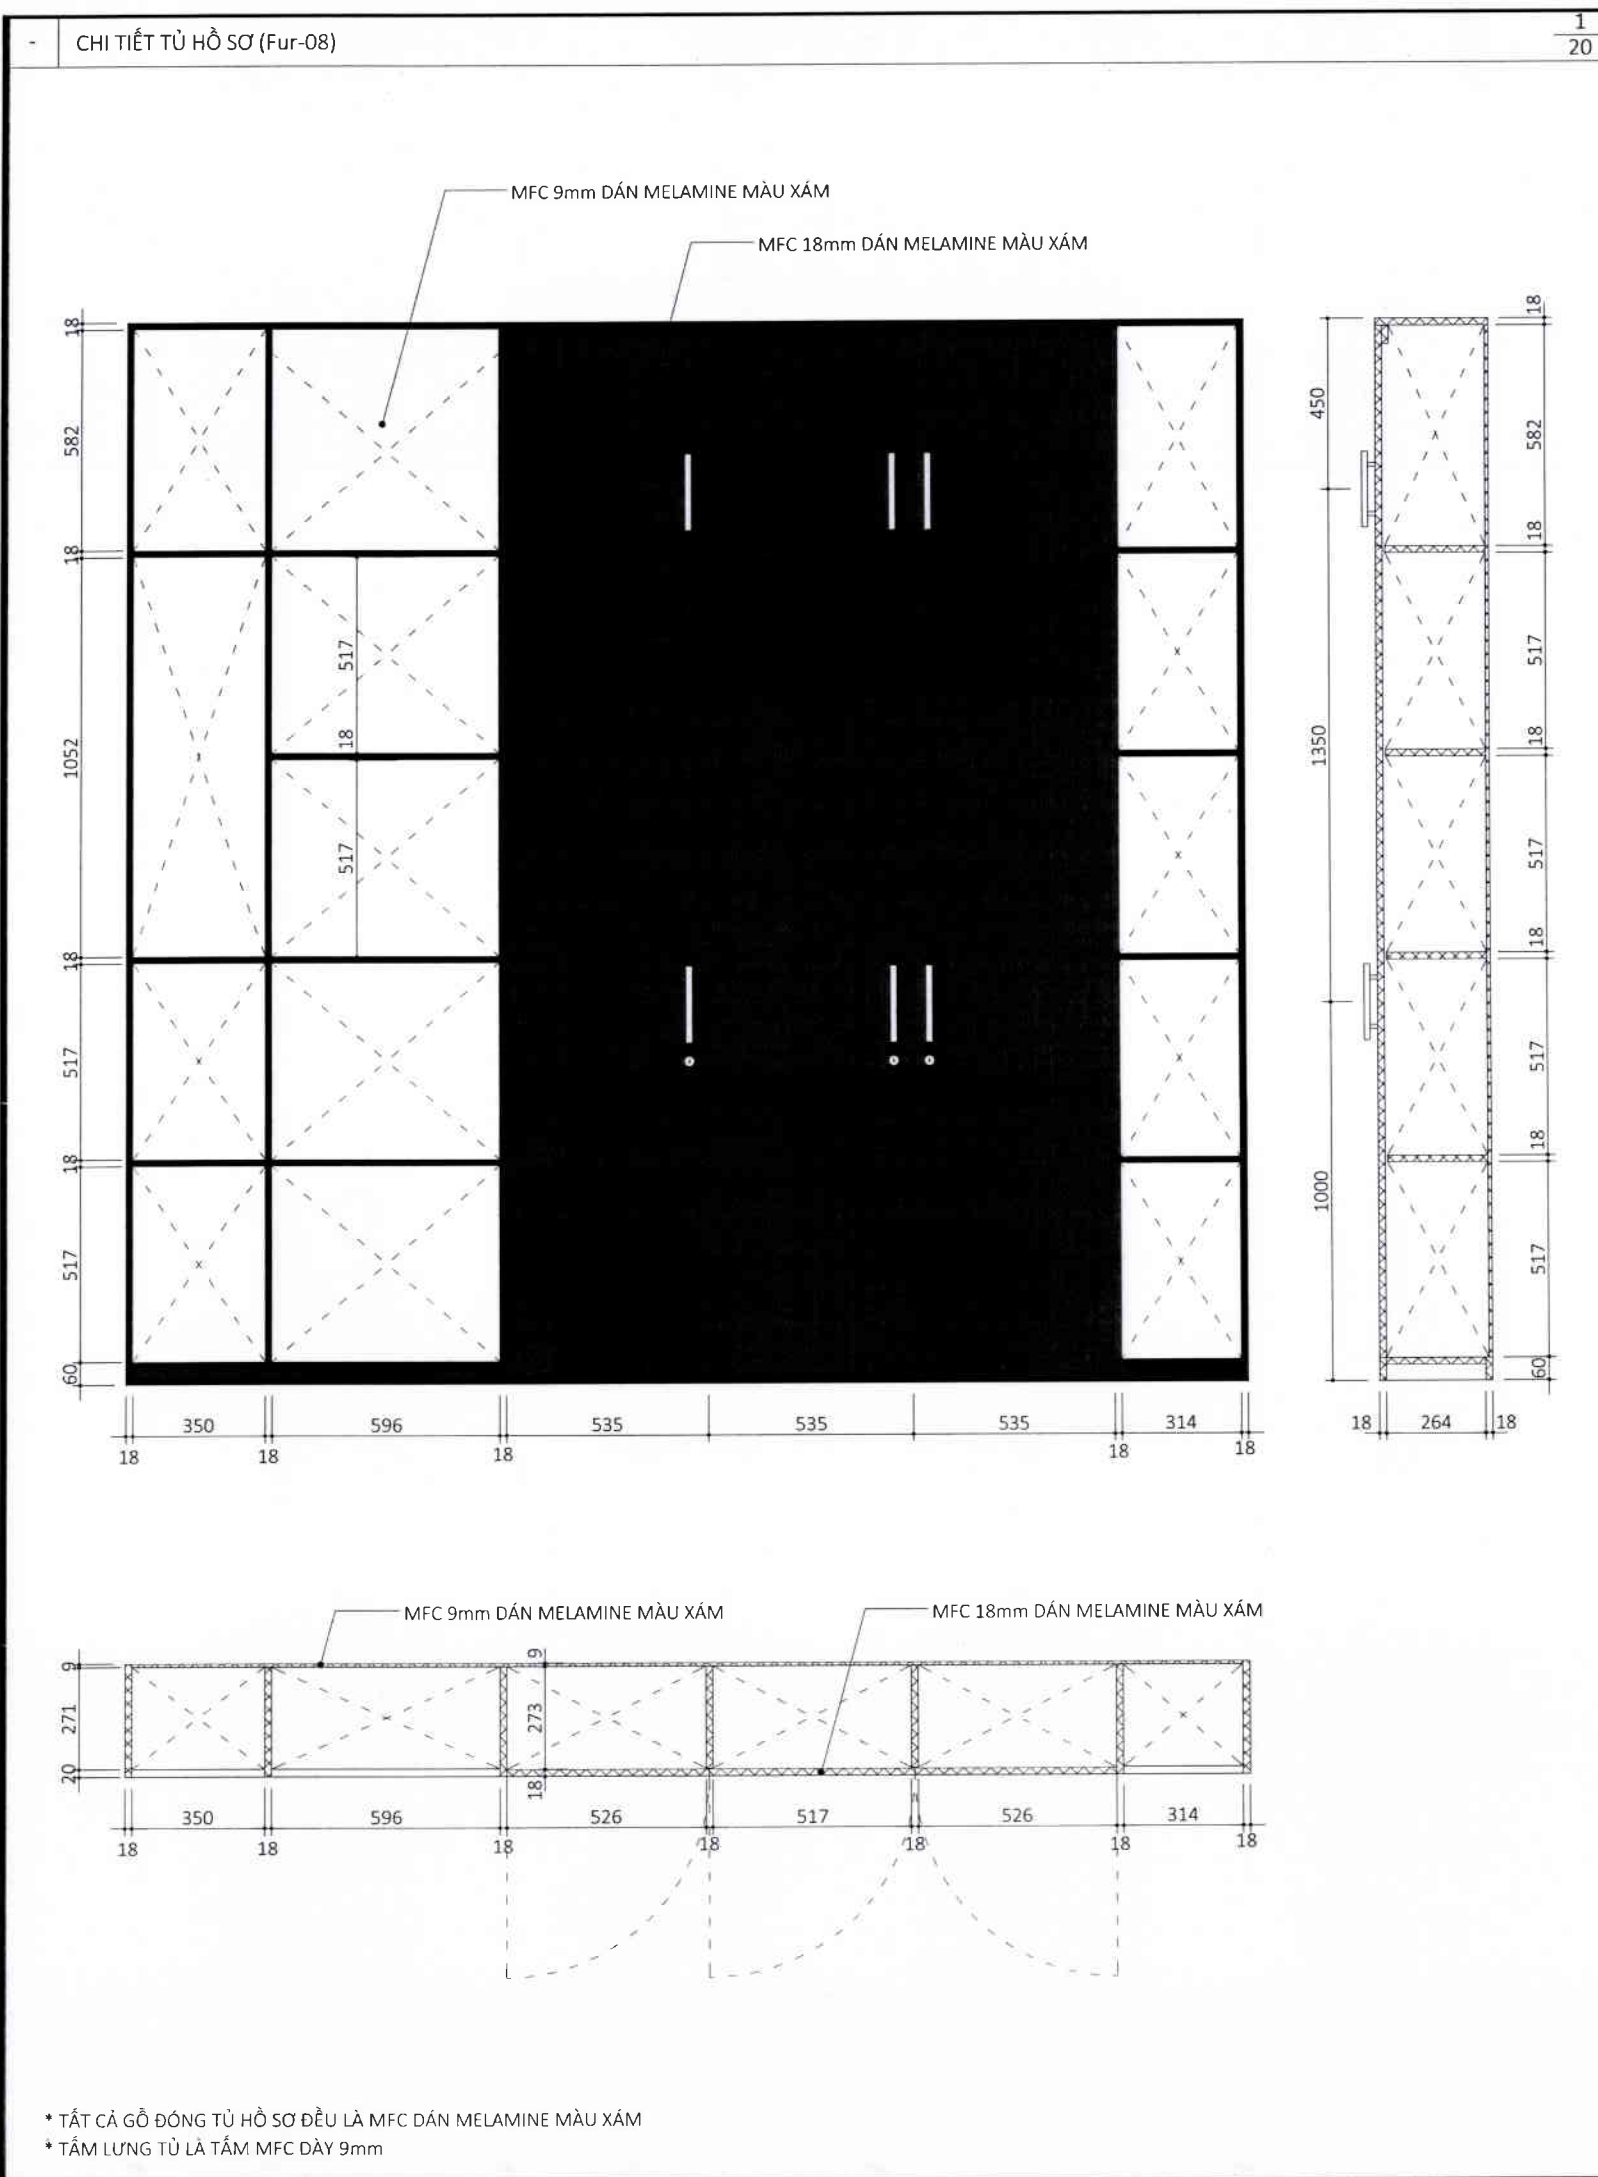 - CHI TIẾT TỦ HỒ SƠ (Fur-08) 1
20
MFC 9mm DÁN MELAMINE MÀU XÁM
MFC 18mm DÁN MELAMINE MÀU XÁM
18
582
18
1052
18
517
18
517
60
517
18
517
450
1350
1000
18
582
18
517
18
517
18
517
18
517
60
350 596 535 535 535 314
18 18 18 18 18
18 264 18
MFC 9mm DÁN MELAMINE MÀU XÁM
MFC 18mm DÁN MELAMINE MÀU XÁM
9
271
20
9
273
18
350 596 526 517 526 314
18 18 18 18 18 18 18
* TẤT CẢ GỖ ĐÓNG TỦ HỒ SƠ ĐỀU LÀ MFC DÁN MELAMINE MÀU XÁM
* TẤM LƯNG TỦ LÀ TẤM MFC DÀY 9mm